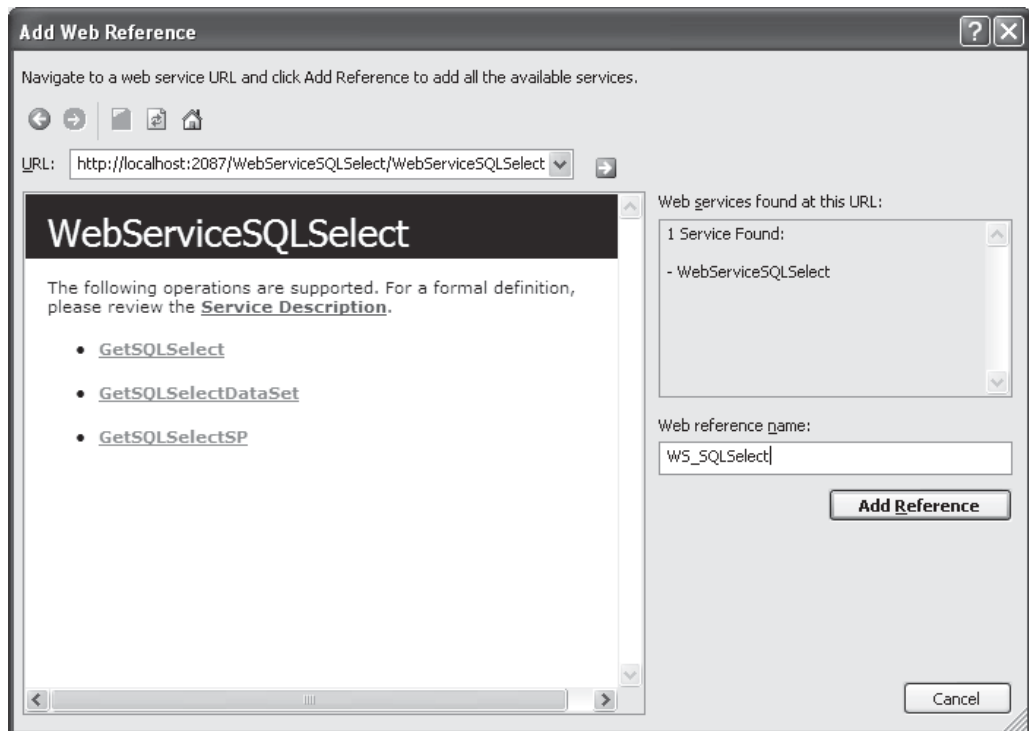 Add Web Reference
Navigate to a web service URL and click Add Reference to add all the available services.
URL: http://localhost:2087/WebServiceSQLSelect/WebServiceSQLSelect
WebServiceSQLSelect
The following operations are supported. For a formal definition,
please review the Service Description.
• GetSQLSelect
• GetSQLSelectDataSet
• GetSQLSelectSP
Web services found at this URL:
1 Service Found:
- WebServiceSQLSelect
Web reference name:
WS_SQLSelect
Add Reference
Cancel